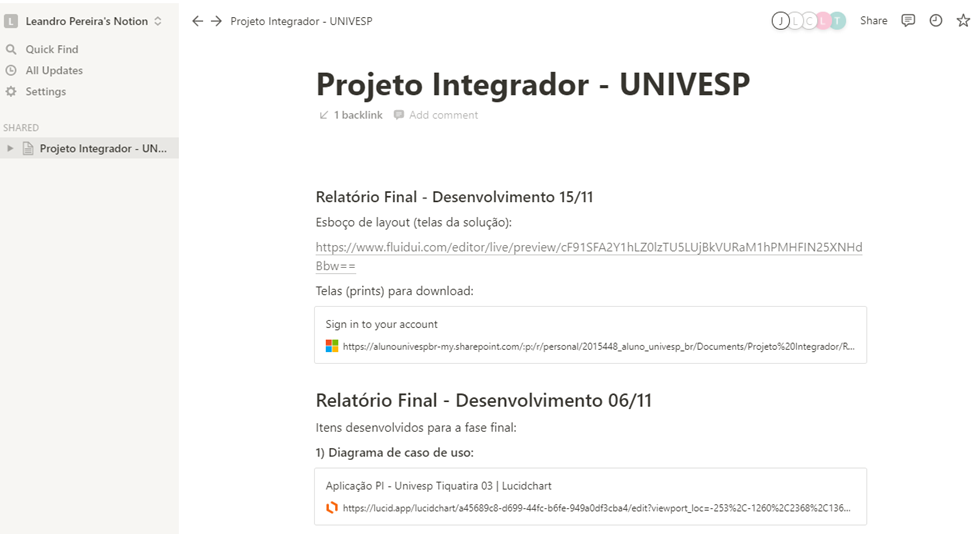 L Leandro Pereira's Notion
Quick Find
All Updates
Settings
SHARED
Projeto Integrador - UN...
Projeto Integrador - UNIVESP
J L C L T Share
Projeto Integrador - UNIVESP
1 backlink Add comment
Relatório Final - Desenvolvimento 15/11
Esboço de layout (telas da solução):
https://www.fluidui.com/editor/live/preview/cF91SFA2Y1hLZ0lzTU5LUjBkVURaM1hPMHFIN25XNHd
Bbw==
Telas (prints) para download:
Sign in to your account
https://alunounivespbr-my.sharepoint.com/:p:/r/personal/2015448_aluno_univesp_br/Documents/Projeto%20Integrador/R...
Relatório Final - Desenvolvimento 06/11
Itens desenvolvidos para a fase final:
1) Diagrama de caso de uso:
Aplicação PI - Univesp Tiquatira 03 | Lucidchart
https://lucid.app/lucidchart/a45689c8-d699-44fc-b6fe-949a0df3cba4/edit?viewport_loc=-253%2C-1260%2C2368%2C136...